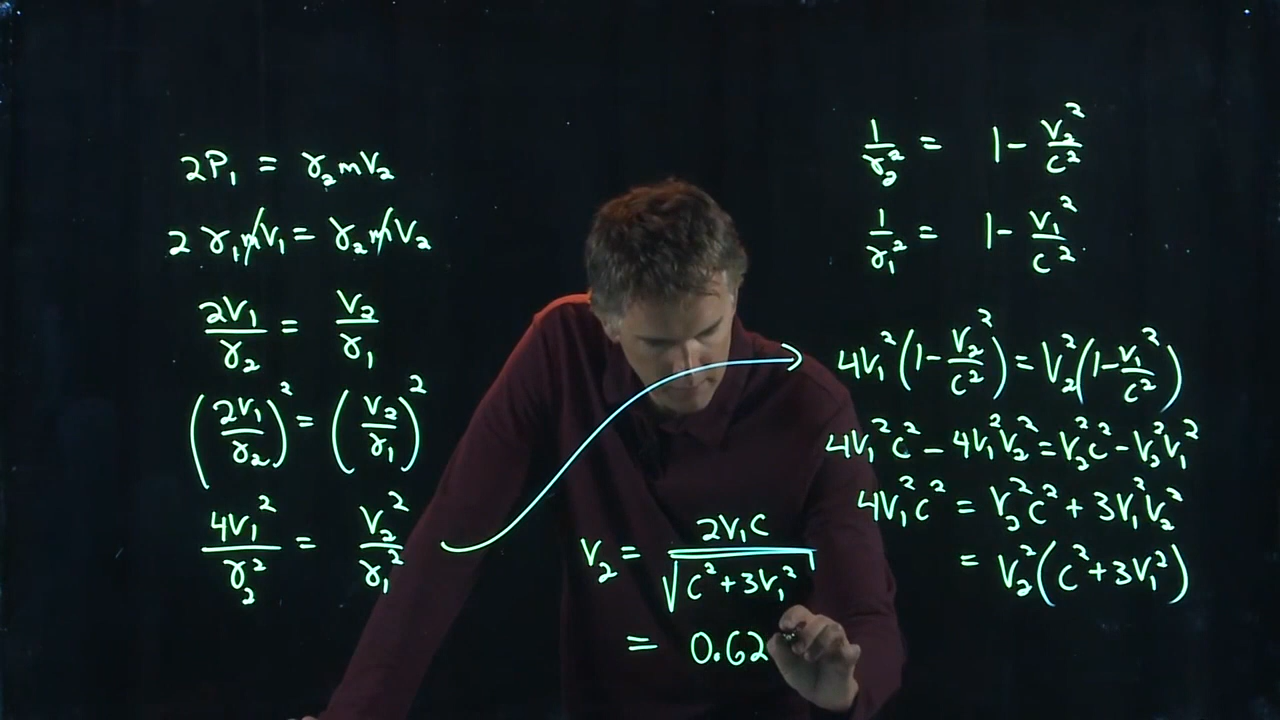 2P₁ = γ₂mv₂
2γ₁mv₁ = γ₂mv₂
2v₁/γ₂ = v₂/γ₁
(2v₁/γ₂)² = (v₂/γ₁)²
4v₁²/γ₂² = v₂²/γ₁²
1/γ₂² = 1 - v₂²/c²
1/γ₁² = 1 - v₁²/c²
4v₁²(1 - v₂²/c²) = v₂²(1 - v₁²/c²)
4v₁²c² - 4v₁²v₂² = v₂²c² - v₂²v₁²
4v₁²c² = v₂²c² + 3v₁²v₂²
= v₂²(c² + 3v₁²)
v₂ = 2v₁c/√(c² + 3v₁²)
= 0.62